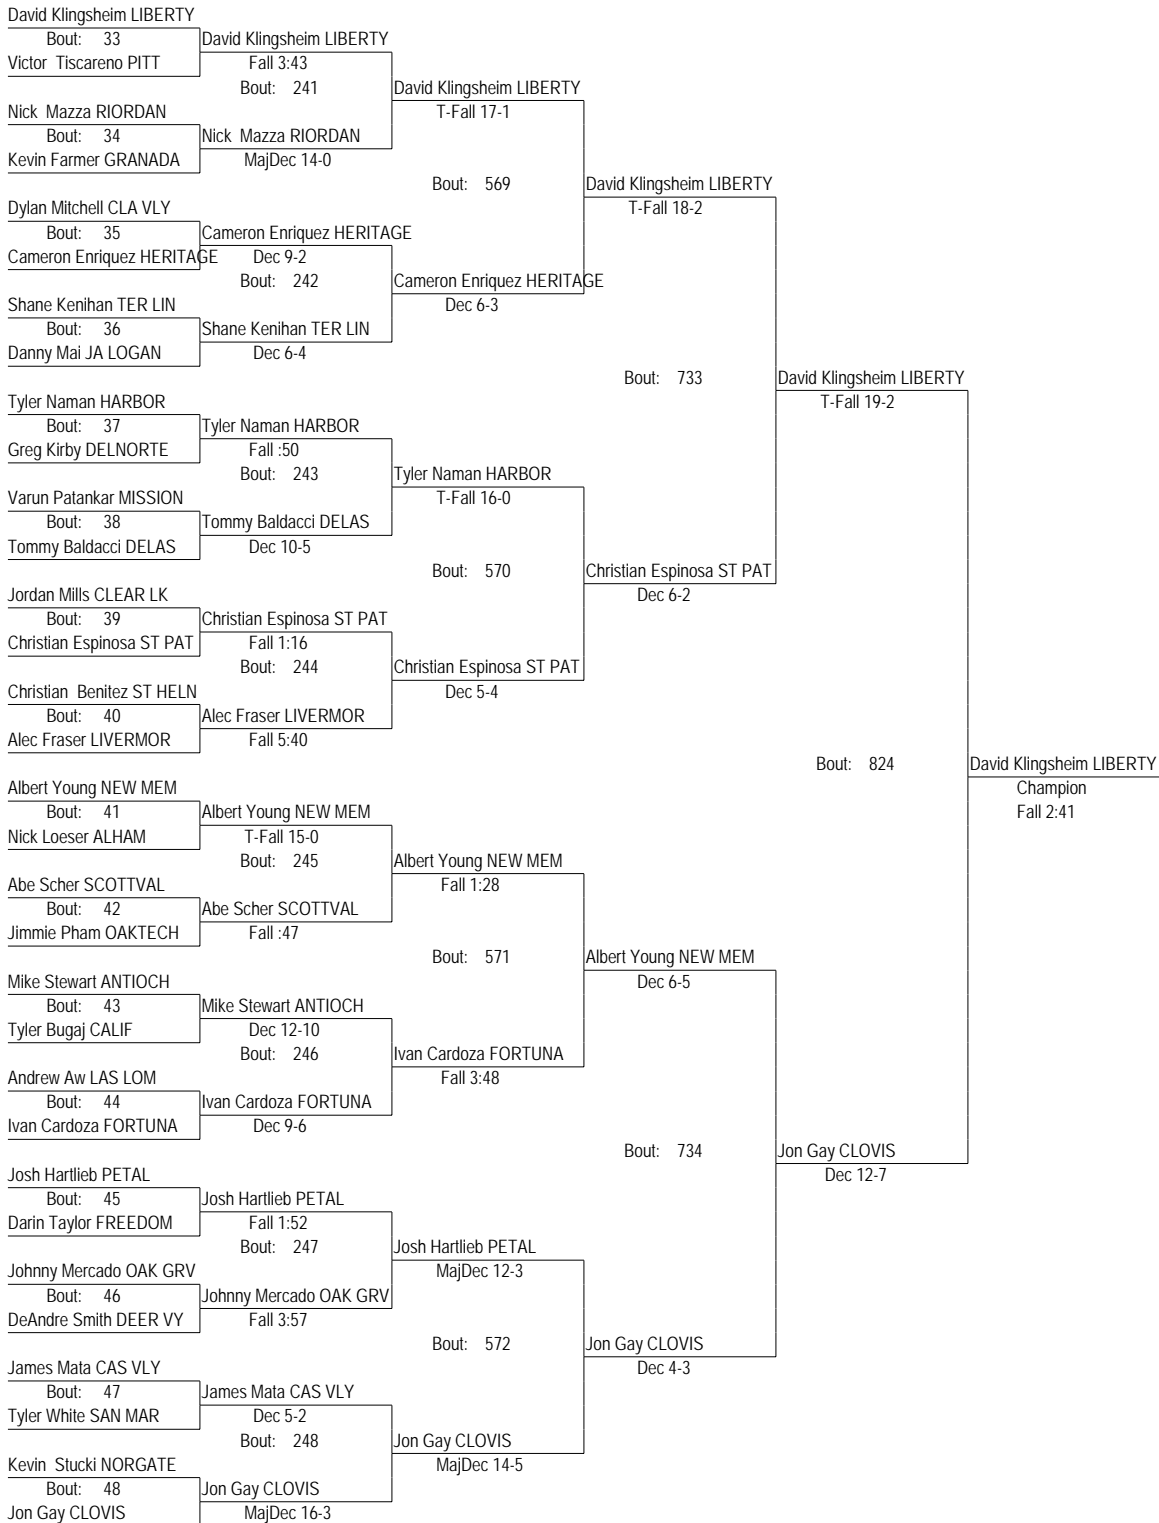 David Klingsheim LIBERTY
Bout: 33
David Klingsheim LIBERTY
Victor Tiscareno PITT
Fall 3:43
Bout: 241
David Klingsheim LIBERTY
Nick Mazza RIORDAN
T-Fall 17-1
Bout: 34
Nick Mazza RIORDAN
Kevin Farmer GRANADA
MajDec 14-0
Bout: 569
David Klingsheim LIBERTY
Dylan Mitchell CLA VLY
T-Fall 18-2
Bout: 35
Cameron Enriquez HERITAGE
Cameron Enriquez HERITAGE
Dec 9-2
Bout: 242
Cameron Enriquez HERITAGE
Shane Kenihan TER LIN
Dec 6-3
Bout: 36
Shane Kenihan TER LIN
Danny Mai JA LOGAN
Dec 6-4
Bout: 733
David Klingsheim LIBERTY
Tyler Naman HARBOR
T-Fall 19-2
Bout: 37
Tyler Naman HARBOR
Greg Kirby DELNORTE
Fall :50
Bout: 243
Tyler Naman HARBOR
Varun Patankar MISSION
T-Fall 16-0
Bout: 38
Tommy Baldacci DELAS
Tommy Baldacci DELAS
Dec 10-5
Bout: 570
Christian Espinosa ST PAT
Jordan Mills CLEAR LK
Dec 6-2
Bout: 39
Christian Espinosa ST PAT
Christian Espinosa ST PAT
Fall 1:16
Bout: 244
Christian Espinosa ST PAT
Christian Benitez ST HELN
Dec 5-4
Bout: 40
Alec Fraser LIVERMOR
Alec Fraser LIVERMOR
Fall 5:40
Bout: 824
David Klingsheim LIBERTY
Albert Young NEW MEM
Champion
Bout: 41
Albert Young NEW MEM
Fall 2:41
Nick Loeser ALHAM
T-Fall 15-0
Bout: 245
Albert Young NEW MEM
Abe Scher SCOTTVAL
Fall 1:28
Bout: 42
Abe Scher SCOTTVAL
Jimmie Pham OAKTECH
Fall :47
Bout: 571
Albert Young NEW MEM
Mike Stewart ANTIOCH
Dec 6-5
Bout: 43
Mike Stewart ANTIOCH
Tyler Bugaj CALIF
Dec 12-10
Bout: 246
Ivan Cardoza FORTUNA
Andrew Aw LAS LOM
Fall 3:48
Bout: 44
Ivan Cardoza FORTUNA
Ivan Cardoza FORTUNA
Dec 9-6
Bout: 734
Jon Gay CLOVIS
Josh Hartlieb PETAL
Dec 12-7
Bout: 45
Josh Hartlieb PETAL
Darin Taylor FREEDOM
Fall 1:52
Bout: 247
Josh Hartlieb PETAL
Johnny Mercado OAK GRV
MajDec 12-3
Bout: 46
Johnny Mercado OAK GRV
DeAndre Smith DEER VY
Fall 3:57
Bout: 572
Jon Gay CLOVIS
James Mata CAS VLY
Dec 4-3
Bout: 47
James Mata CAS VLY
Tyler White SAN MAR
Dec 5-2
Bout: 248
Jon Gay CLOVIS
Kevin Stucki NORGATE
MajDec 14-5
Bout: 48
Jon Gay CLOVIS
Jon Gay CLOVIS
MajDec 16-3